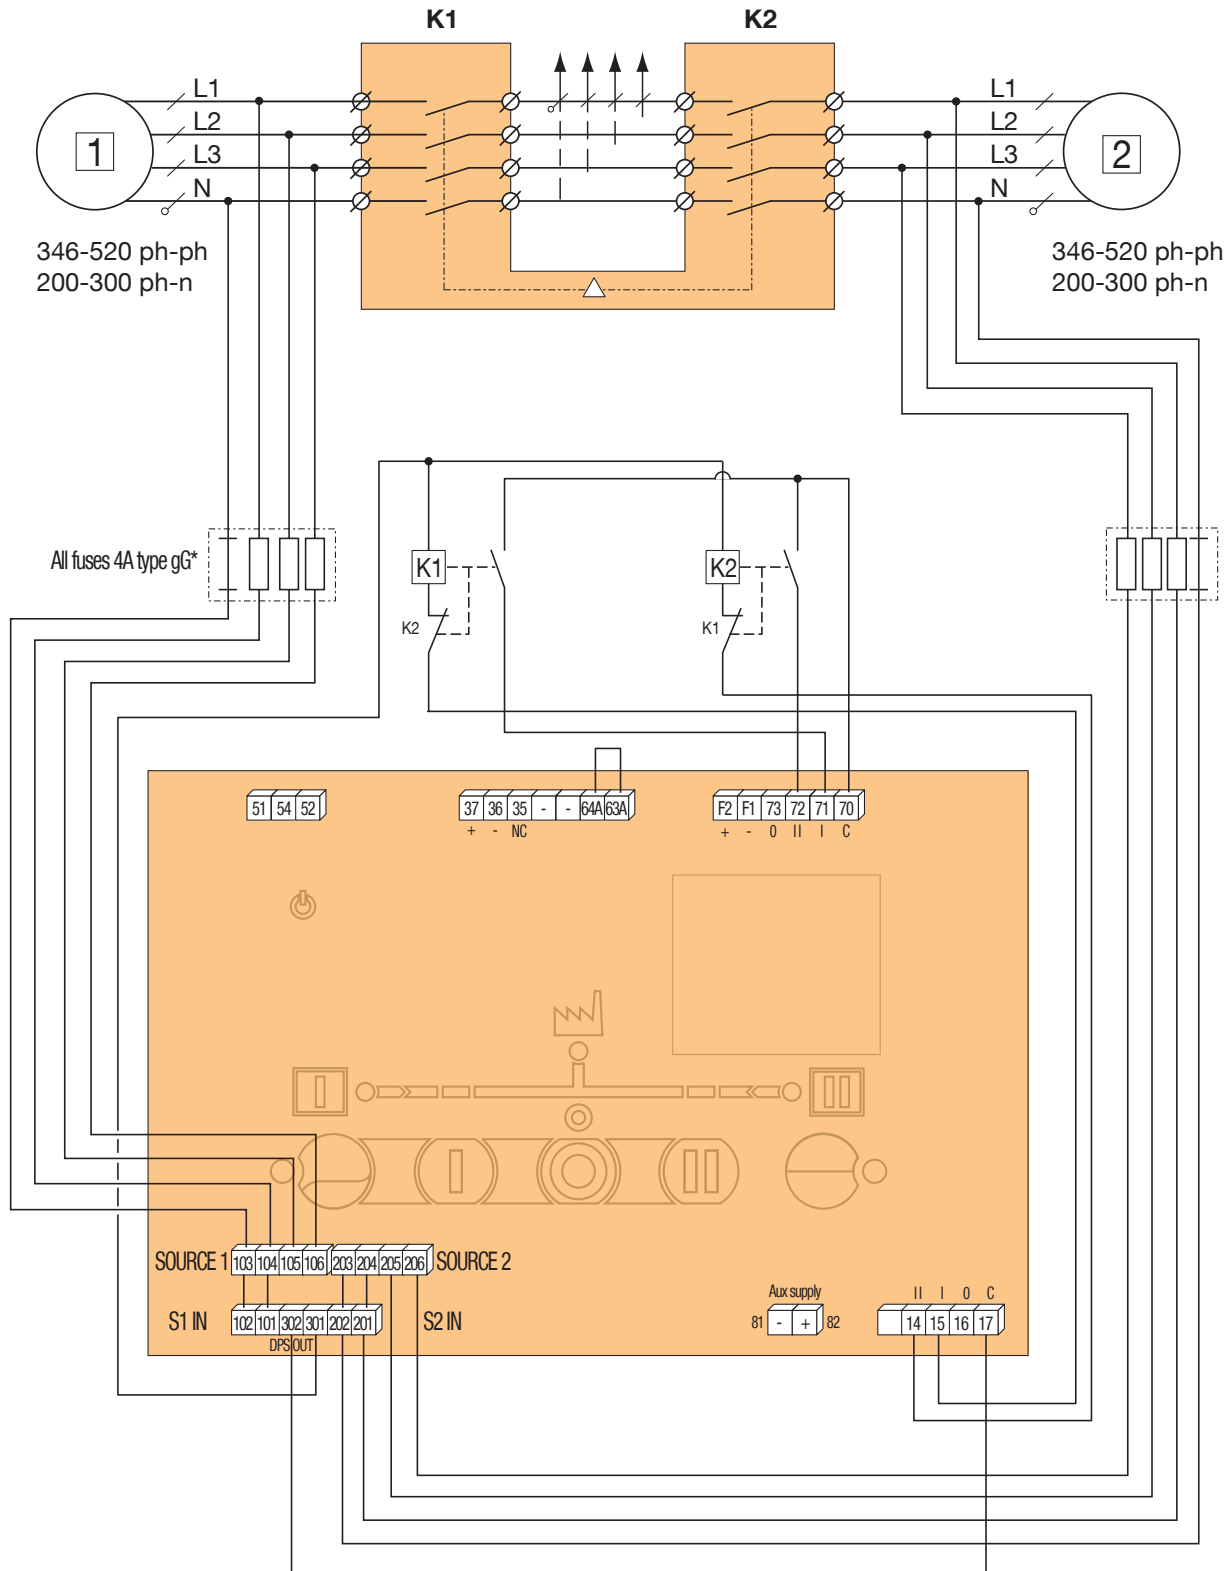 K1 K2
L1 L1
L2 L2
1 2
L3 L3
N N
346-520 ph-ph 346-520 ph-ph
200-300 ph-n 200-300 ph-n
All fuses 4A type gG*
K1 K2
K2 K1
51 54 52 37 36 35 - - 64A 63A F2 F1 73 72 71 70
+ - NC + - 0 II I C
I II
I II
SOURCE 1 103 104 105 106 203 204 205 206 SOURCE 2
Aux supply II I 0 C
S1 IN 102 101 302 301 202 201 S2 IN 81 - + 82 14 15 16 17
DPS OUT